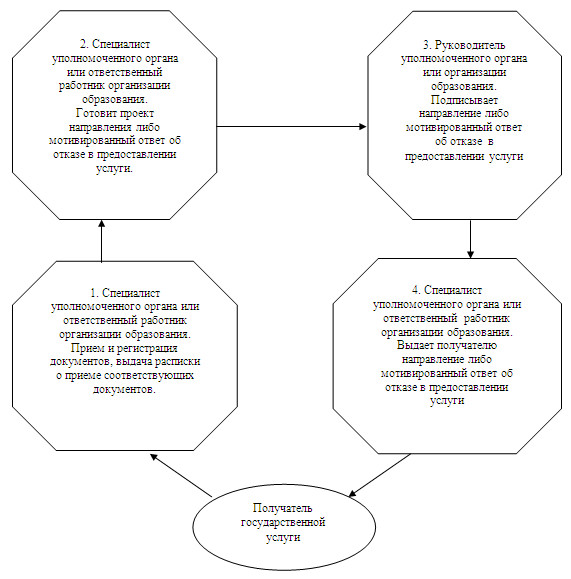 2. Специалист
уполномоченного органа
или ответственный
работник организации
образования.
Готовит проект
направления либо
мотивированный ответ об
отказе в предоставлении
услуги.
3. Руководитель
уполномоченного органа
или организации
образования.
Подписывает
направление либо
мотивированный ответ
об отказе в
предоставлении услуги
1. Специалист
уполномоченного органа или
ответственный работник
организации образования.
Прием и регистрация
документов, выдача расписки
о приеме соответствующих
документов.
4. Специалист
уполномоченного органа или
ответственный работник
организации образования.
Выдает получателю
направление либо
мотивированный ответ об
отказе в предоставлении
услуги
Получатель
государственной
услуги